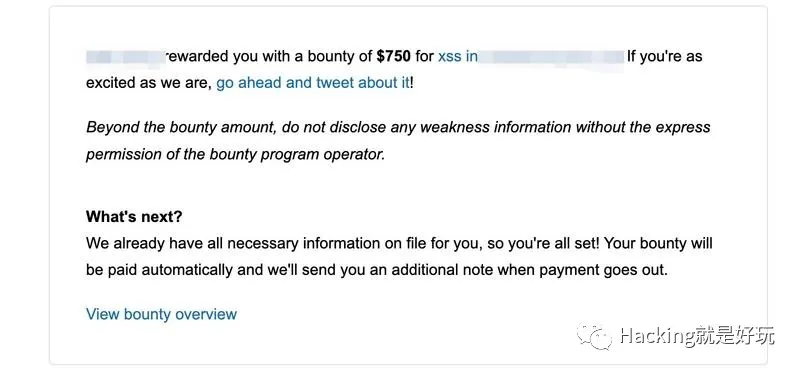 rewarded you with a bounty of $750 for xss in If you're as
excited as we are, go ahead and tweet about it!
Beyond the bounty amount, do not disclose any weakness information without the express
permission of the bounty program operator.
What's next?
We already have all necessary information on file for you, so you're all set! Your bounty will
be paid automatically and we'll send you an additional note when payment goes out.
View bounty overview
Hacking就是好玩